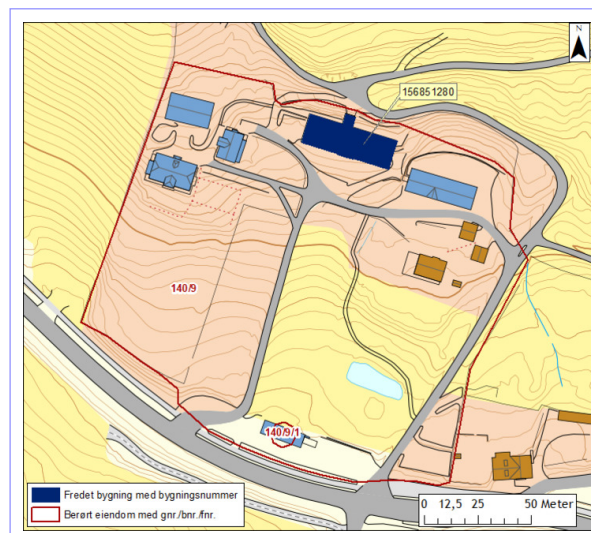 N
156851280
140/9
140/9/1
Fredet bygning med bygningsnummer
Berørt eiendom med gnr./bnr./fnr.
0 12,5 25 50 Meter